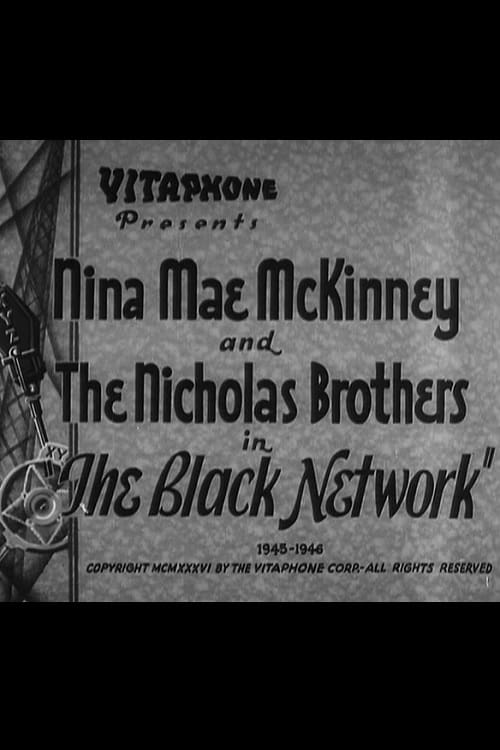 VITAPHONE
Presents
Nina Mae McKinney
and
The Nicholas Brothers
in
The Black Network"
1945-1946
COPYRIGHT MCMXXXVI BY THE VITAPHONE CORP.-ALL RIGHTS RESERVED
XY